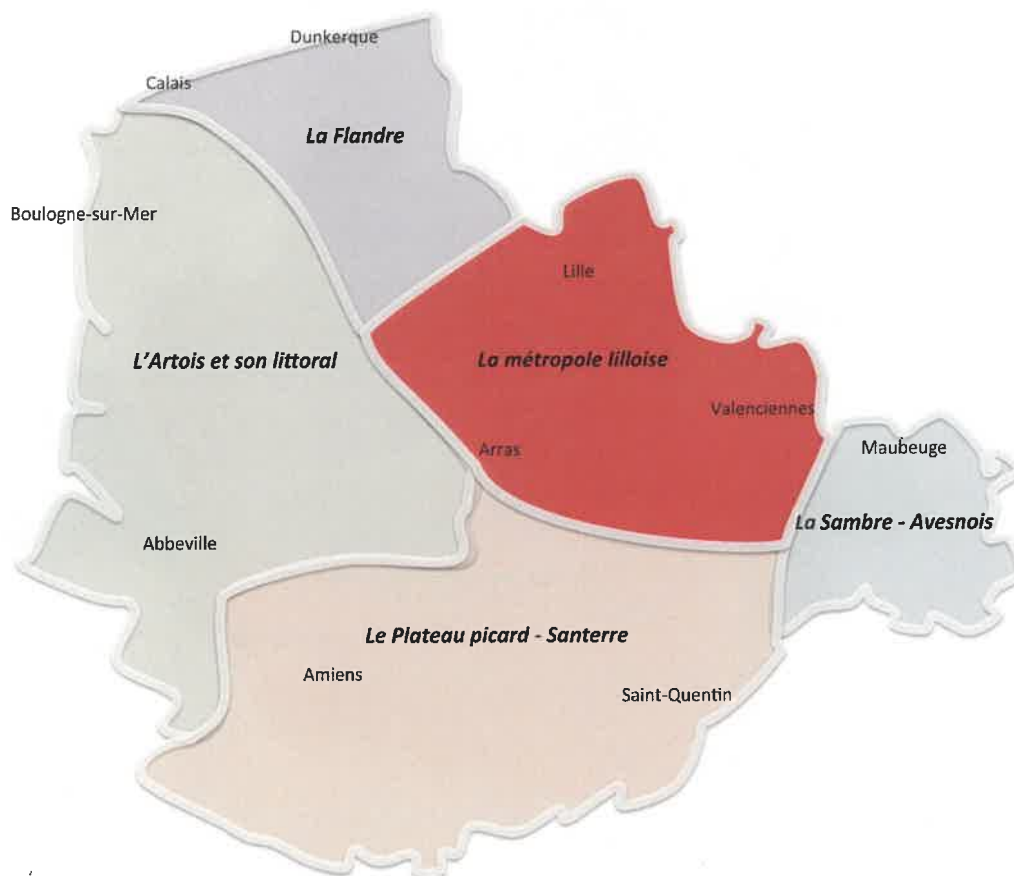 Dunkerque
Calais
La Flandre
Boulogne-sur-Mer
Lille
L'Artois et son littoral
La métropole lilloise
Valenciennes
Arras
Maubeuge
La Sambre - Avesnois
Abbeville
Le Plateau picard - Santerre
Amiens
Saint-Quentin